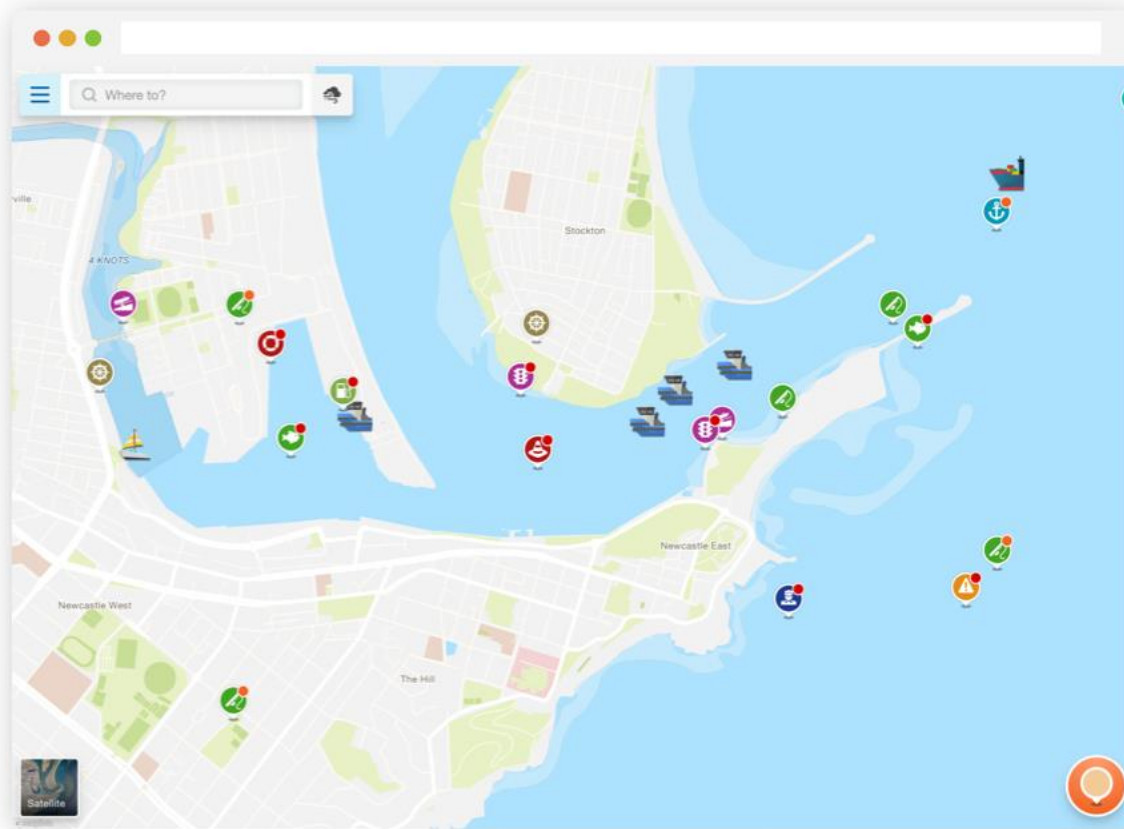 Where to?
ville
Stockton
4 KNOTS
Newcastle East
Newcastle West
The Hill
Satellite